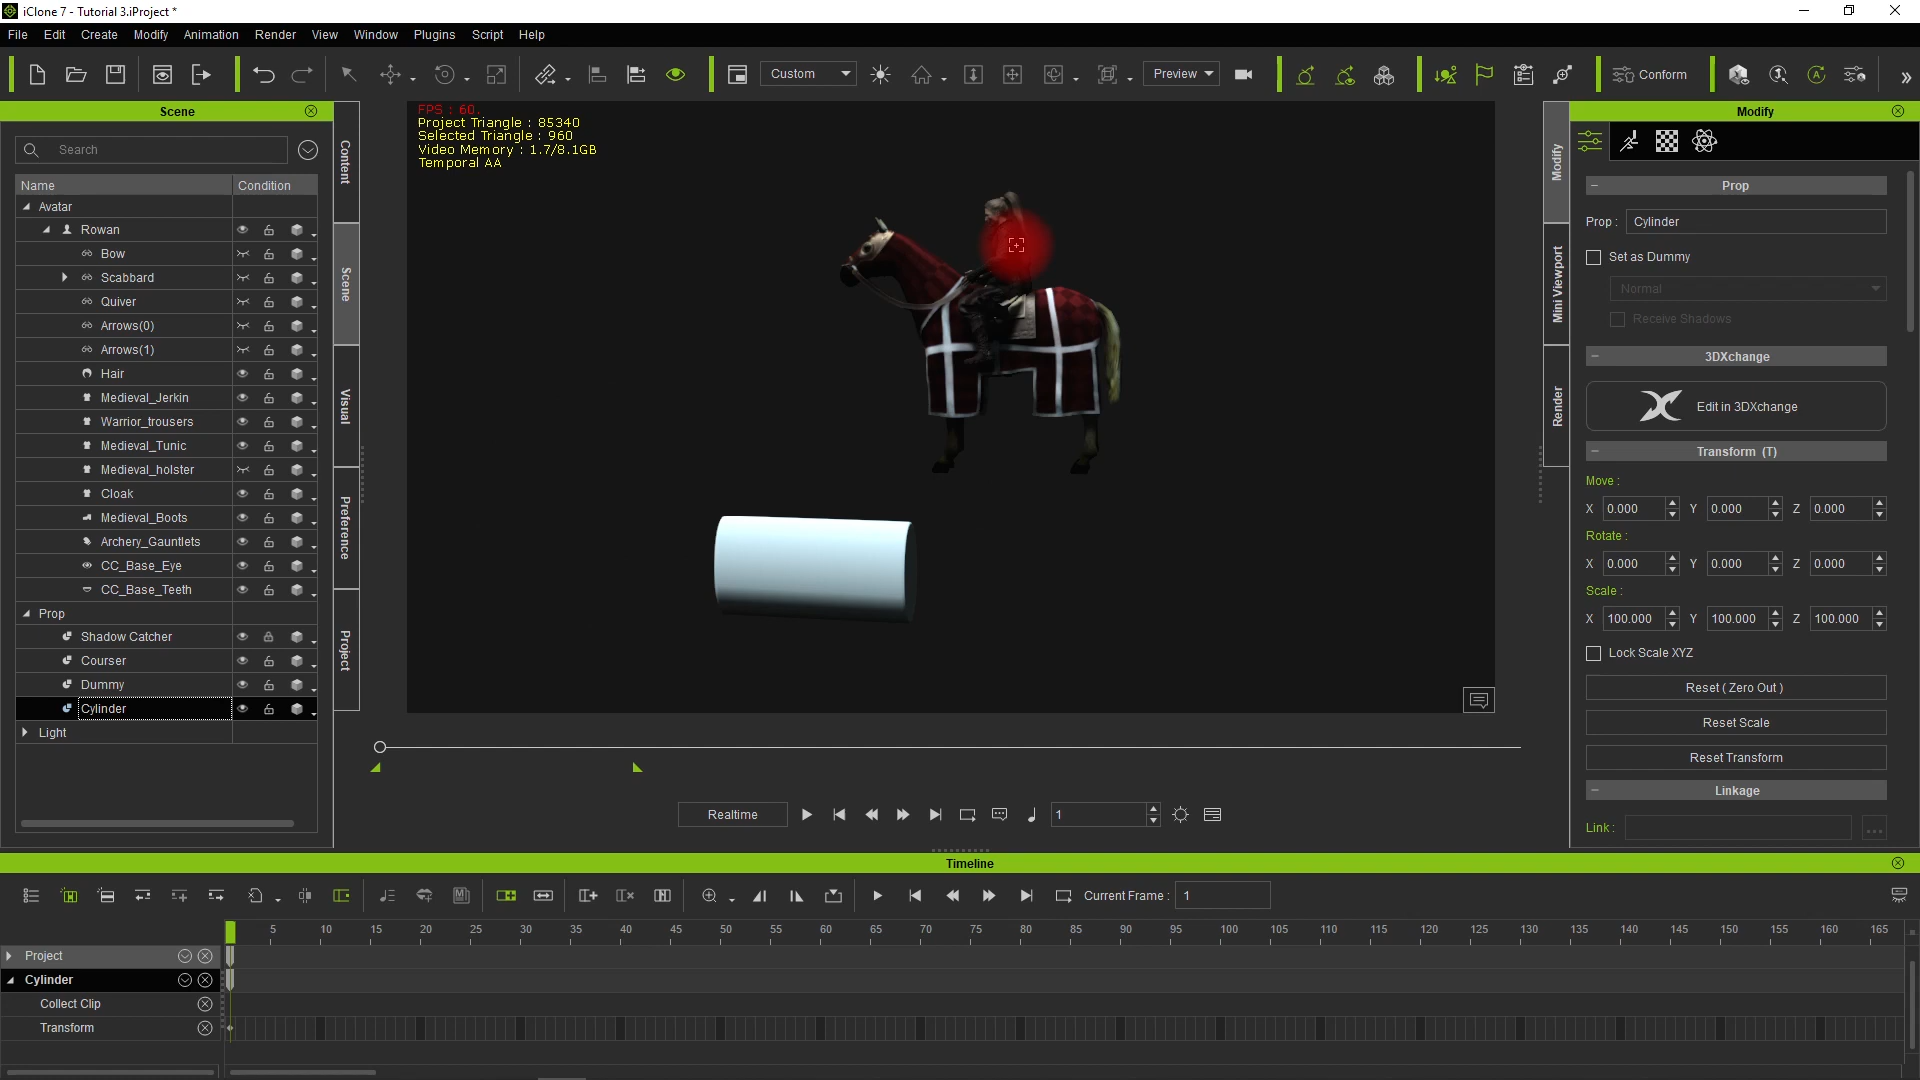 iClone 7 - Tutorial 3.iProject *
File Edit Create Modify Animation Render View Window Plugins Script Help
Custom Preview Conform
Scene
Search
Name Condition
Avatar
Rowan
Bow
Scabbard
Quiver
Arrows(0)
Arrows(1)
Hair
Medieval_Jerkin
Warrior_trousers
Medieval_Tunic
Medieval_holster
Cloak
Medieval_Boots
Archery_Gauntlets
CC_Base_Eye
CC_Base_Teeth
Prop
Shadow Catcher
Courser
Dummy
Cylinder
Light
Content
Scene
Visual
Preference
Project
FPS : 60.
Project Triangle : 85340
Selected Triangle : 960
Video Memory : 1.7/8.1GB
Temporal AA
Modify
Mini Viewport
Render
Modify
Prop
Prop : Cylinder
Set as Dummy
Normal
Receive Shadows
3DXchange
Edit in 3DXchange
Transform (T)
Move :
X 0.000 Y 0.000 Z 0.000
Rotate :
X 0.000 Y 0.000 Z 0.000
Scale :
X 100.000 Y 100.000 Z 100.000
Lock Scale XYZ
Reset ( Zero Out )
Reset Scale
Reset Transform
Linkage
Link : ...
Realtime 1
Timeline
Current Frame : 1
5 10 15 20 25 30 35 40 45 50 55 60 65 70 75 80 85 90 95 100 105 110 115 120 125 130 135 140 145 150 155 160 165
Project
Cylinder
Collect Clip
Transform